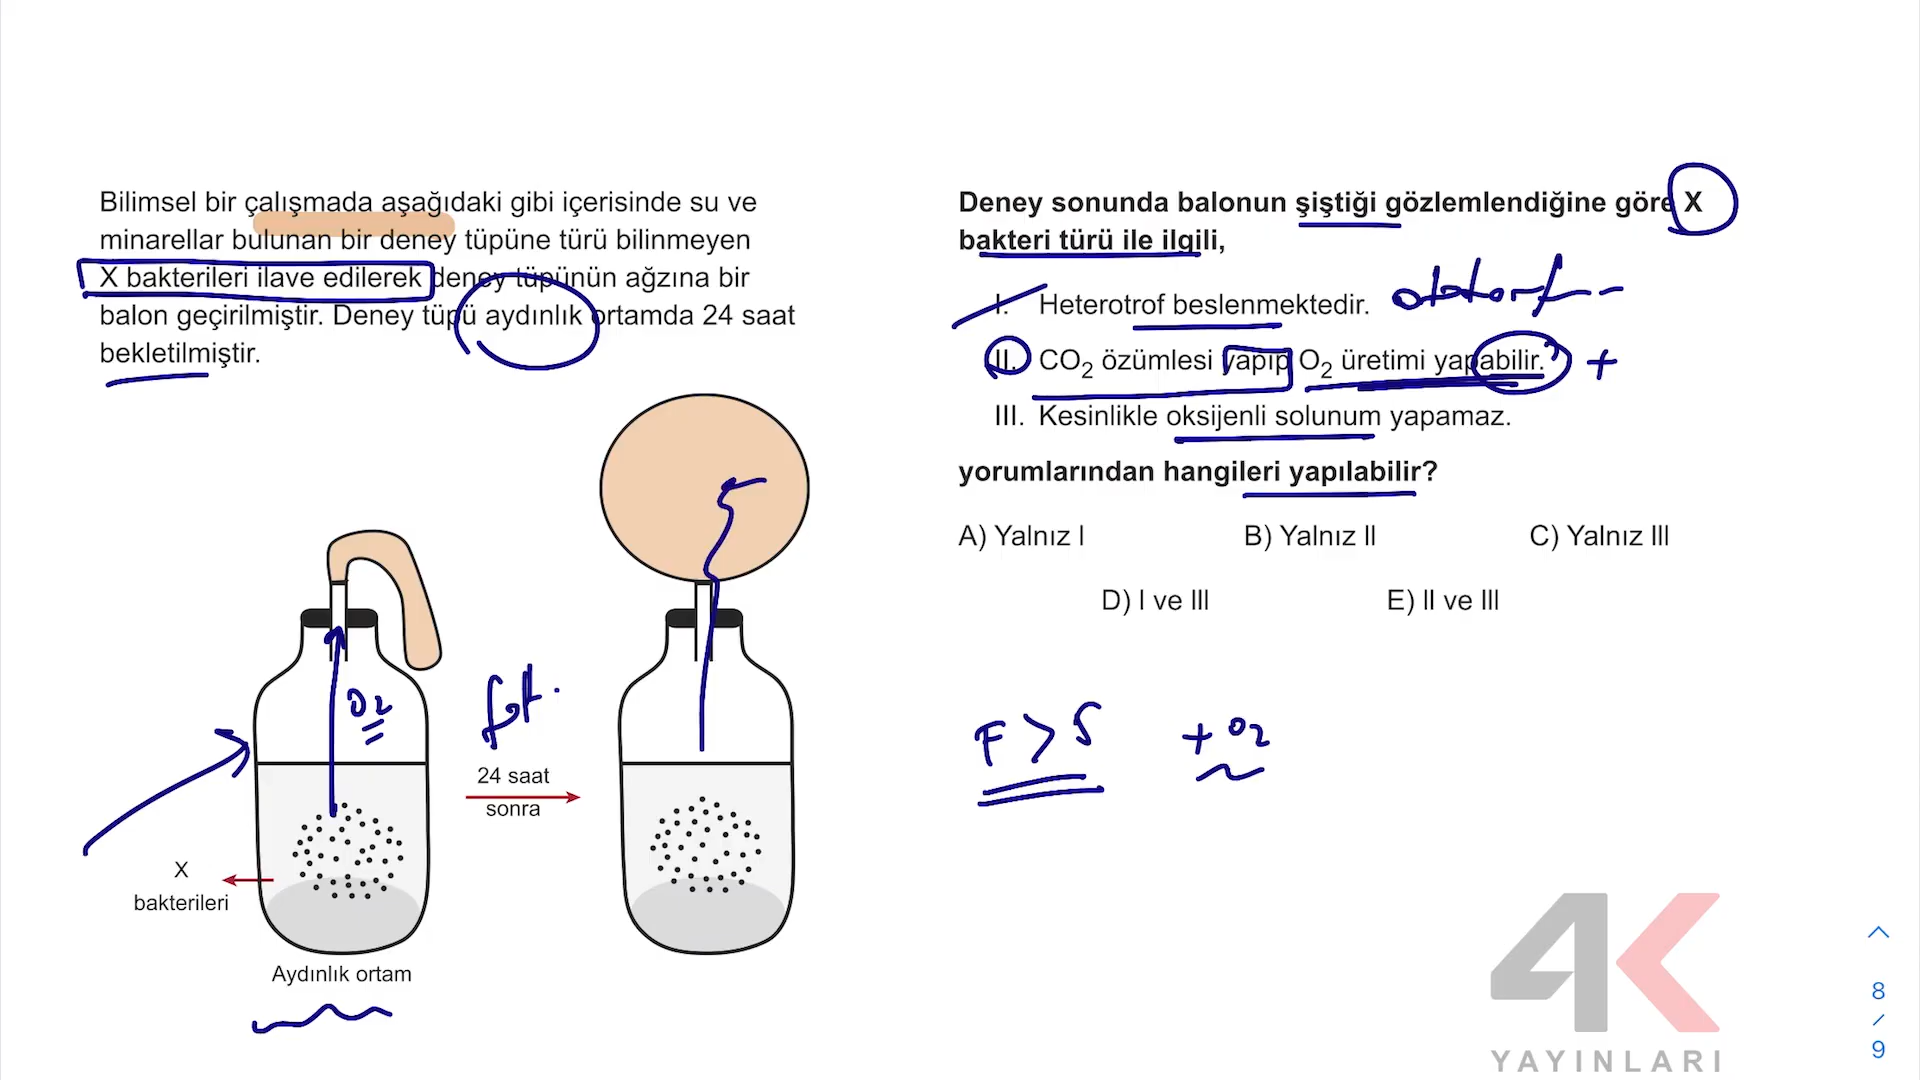 Bilimsel bir çalışmada aşağıdaki gibi içerisinde su ve
minarellar bulunan bir deney tüpüne türü bilinmeyen
X bakterileri ilave edilerek deney tüpünün ağzına bir
balon geçirilmiştir. Deney tüpü aydınlık ortamda 24 saat
bekletilmiştir.
O2
fot.
24 saat
sonra
X
bakterileri
Aydınlık ortam
Deney sonunda balonun şiştiği gözlemlendiğine göre X
bakteri türü ile ilgili,
I. Heterotrof beslenmektedir.
II. CO2 özümlesi yapıp O2 üretimi yapabilir. +
III. Kesinlikle oksijenli solunum yapamaz.
yorumlarından hangileri yapılabilir?
A) Yalnız I B) Yalnız II C) Yalnız III
D) I ve III E) II ve III
F > S + O2
4K
YAYINLARI
8
/
9